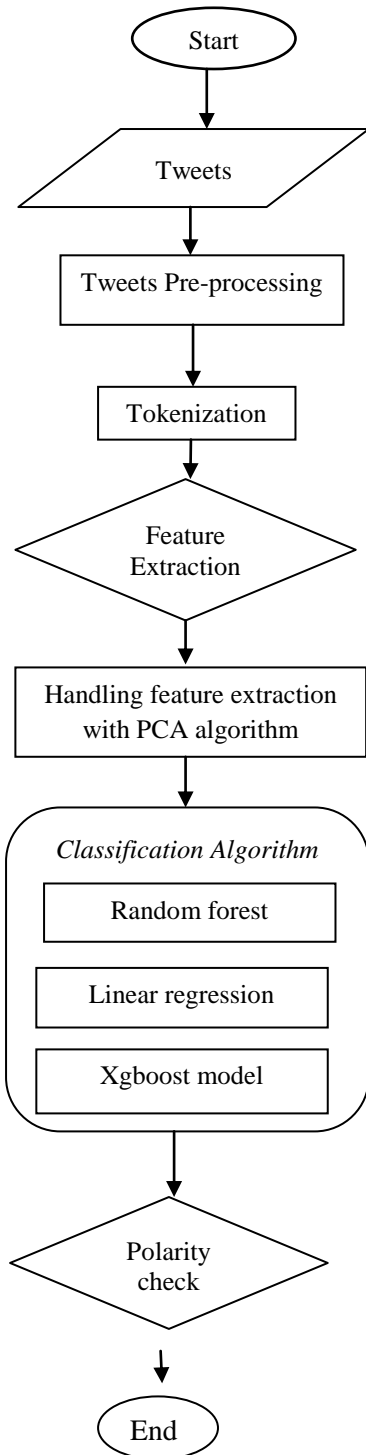 Start
Tweets
Tweets Pre-processing
Tokenization
Feature
Extraction
Handling feature extraction
with PCA algorithm
Classification Algorithm
Random forest
Linear regression
Xgboost model
Polarity
check
End